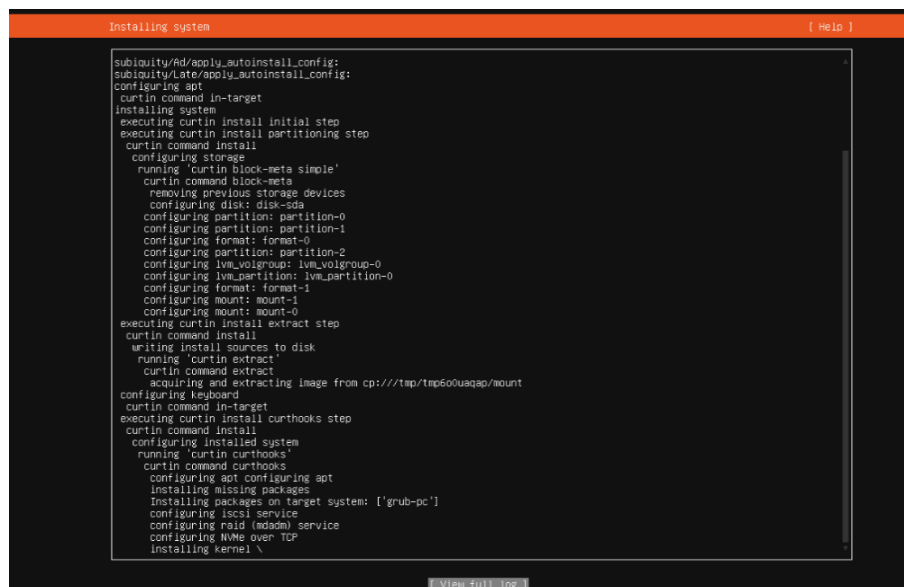 Installing system [ Help ]
subiquity/Ad/apply_autoinstall_config:
subiquity/Late/apply_autoinstall_config:
configuring apt
curtin command in-target
installing system
executing curtin install initial step
executing curtin install partitioning step
curtin command install
configuring storage
running 'curtin block-meta simple'
curtin command block-meta
removing previous storage devices
configuring disk: disk-sda
configuring partition: partition-0
configuring partition: partition-1
configuring format: format-0
configuring partition: partition-2
configuring lvm_volgroup: lvm_volgroup-0
configuring lvm_partition: lvm_partition-0
configuring format: format-1
configuring mount: mount-1
configuring mount: mount-0
executing curtin install extract step
curtin command install
writing install sources to disk
running 'curtin extract'
curtin command extract
acquiring and extracting image from cp:///tmp/tmp6o0uaqap/mount
configuring keyboard
curtin command in-target
executing curtin install curthooks step
curtin command install
configuring installed system
running 'curtin curthooks'
curtin command curthooks
configuring apt configuring apt
installing missing packages
Installing packages on target system: ['grub-pc']
configuring iscsi service
configuring raid (mdadm) service
configuring NVMe over TCP
installing kernel \
[ View full log ]